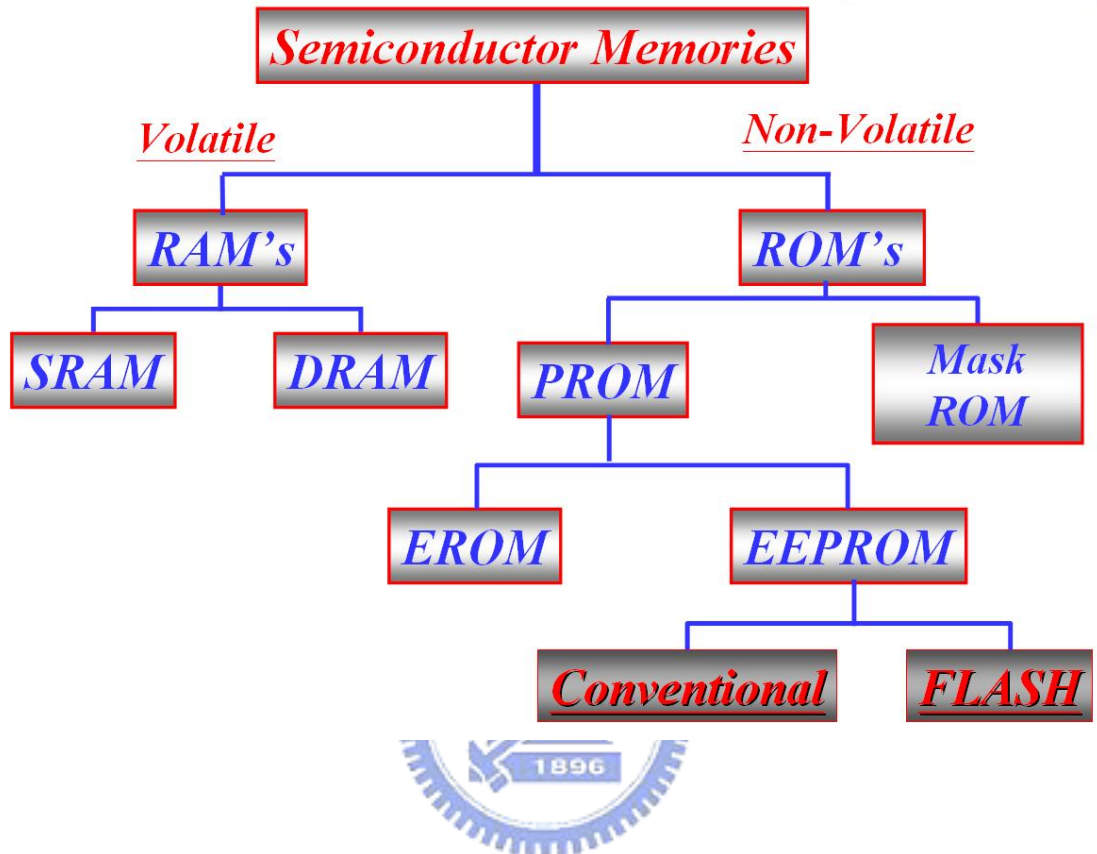 Semiconductor Memories
Volatile
Non-Volatile
RAM's
ROM's
SRAM
DRAM
PROM
Mask
ROM
EROM
EEPROM
Conventional
FLASH
1896